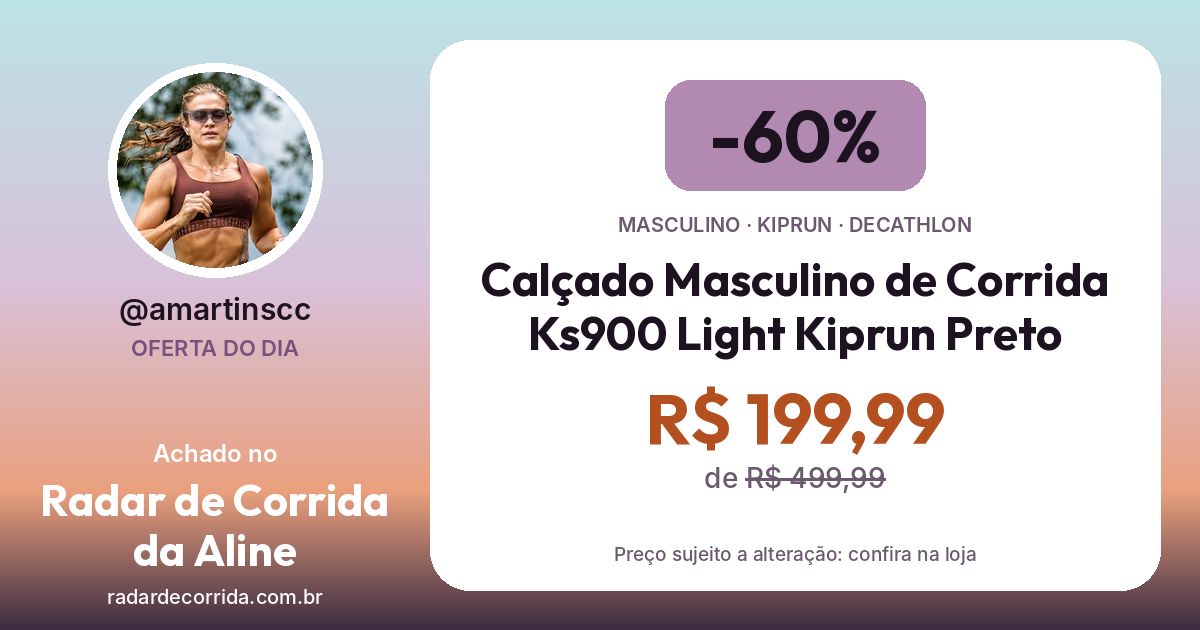 @amartinscc
OFERTA DO DIA
Achado no
Radar de Corrida
da Aline
radardecorrida.com.br
-60%
MASCULINO · KIPRUN · DECATHLON
Calçado Masculino de Corrida
Ks900 Light Kiprun Preto
R$ 199,99
de R$ 499,99
Preço sujeito a alteração: confira na loja